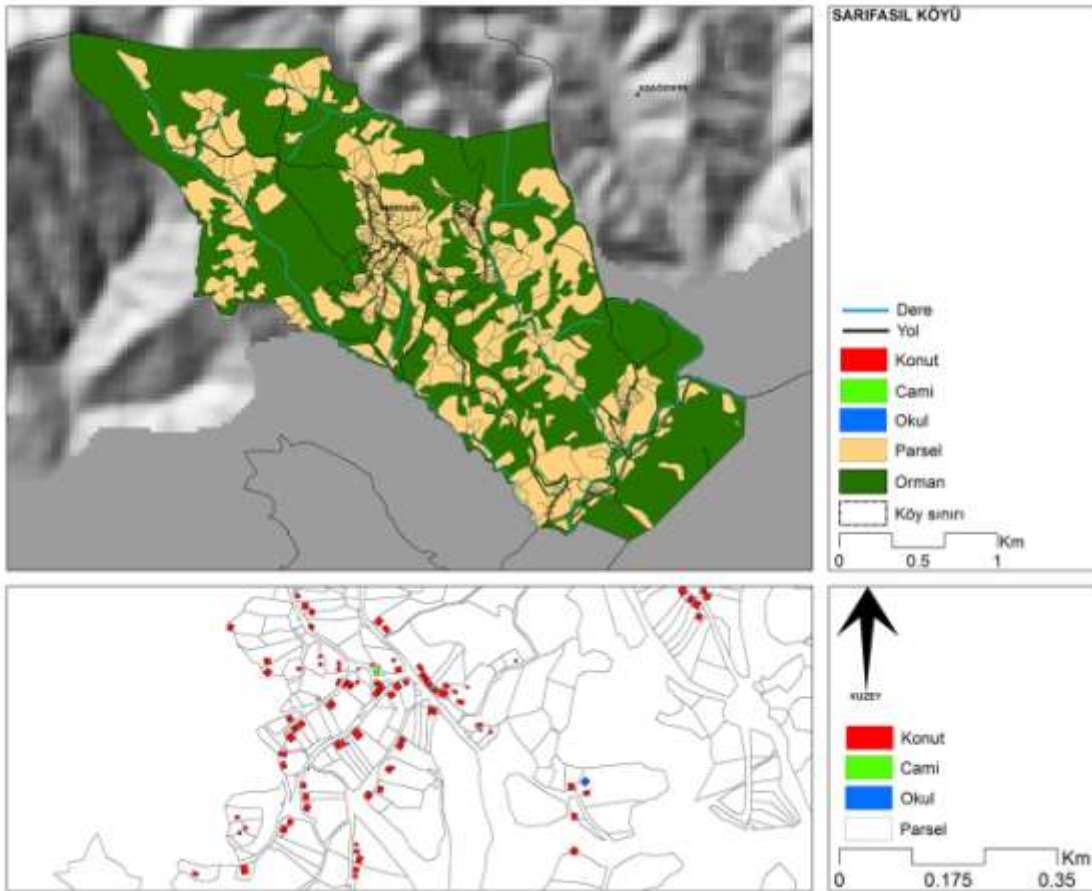 SARIFASIL KÖYÜ
Dere
Yol
Konut
Cami
Okul
Parsel
Orman
Köy sınırı
Km
0 0.5 1
KUZEY
Konut
Cami
Okul
Parsel
Km
0 0.175 0.35